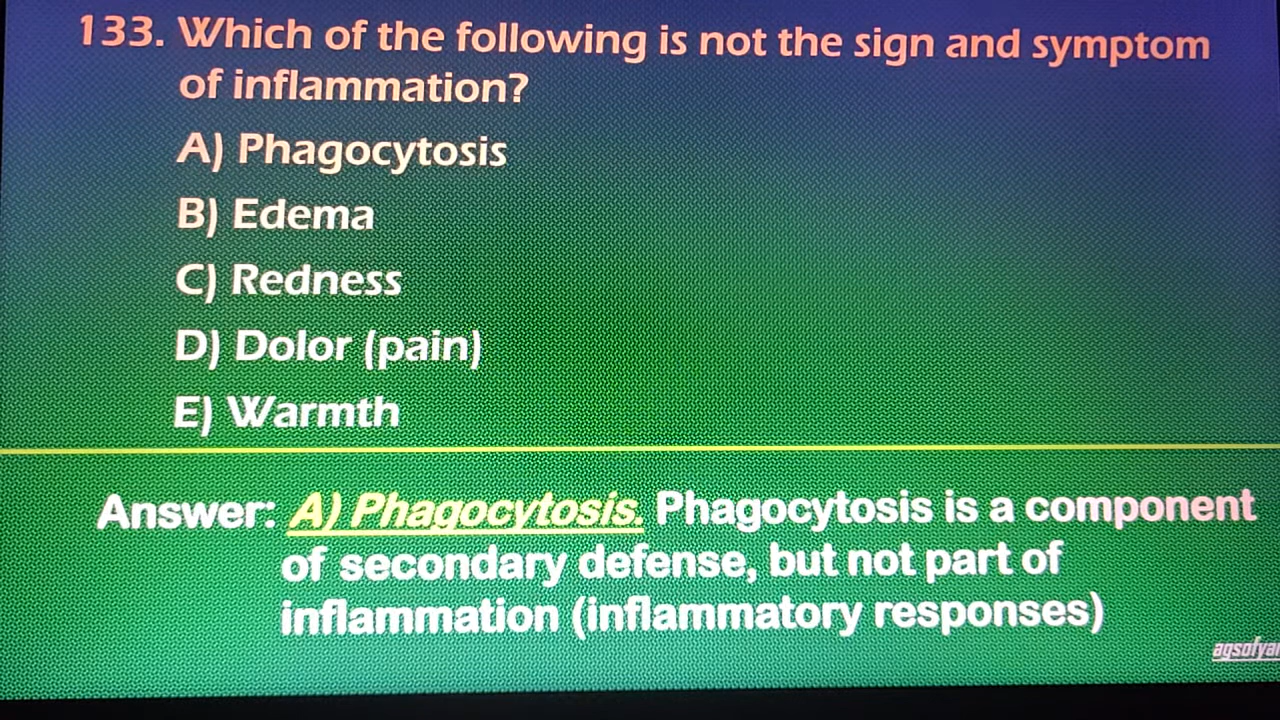 133. Which of the following is not the sign and symptom
of inflammation?
A) Phagocytosis
B) Edema
C) Redness
D) Dolor (pain)
E) Warmth
Answer: A) Phagocytosis. Phagocytosis is a component
of secondary defense, but not part of
inflammation (inflammatory responses)